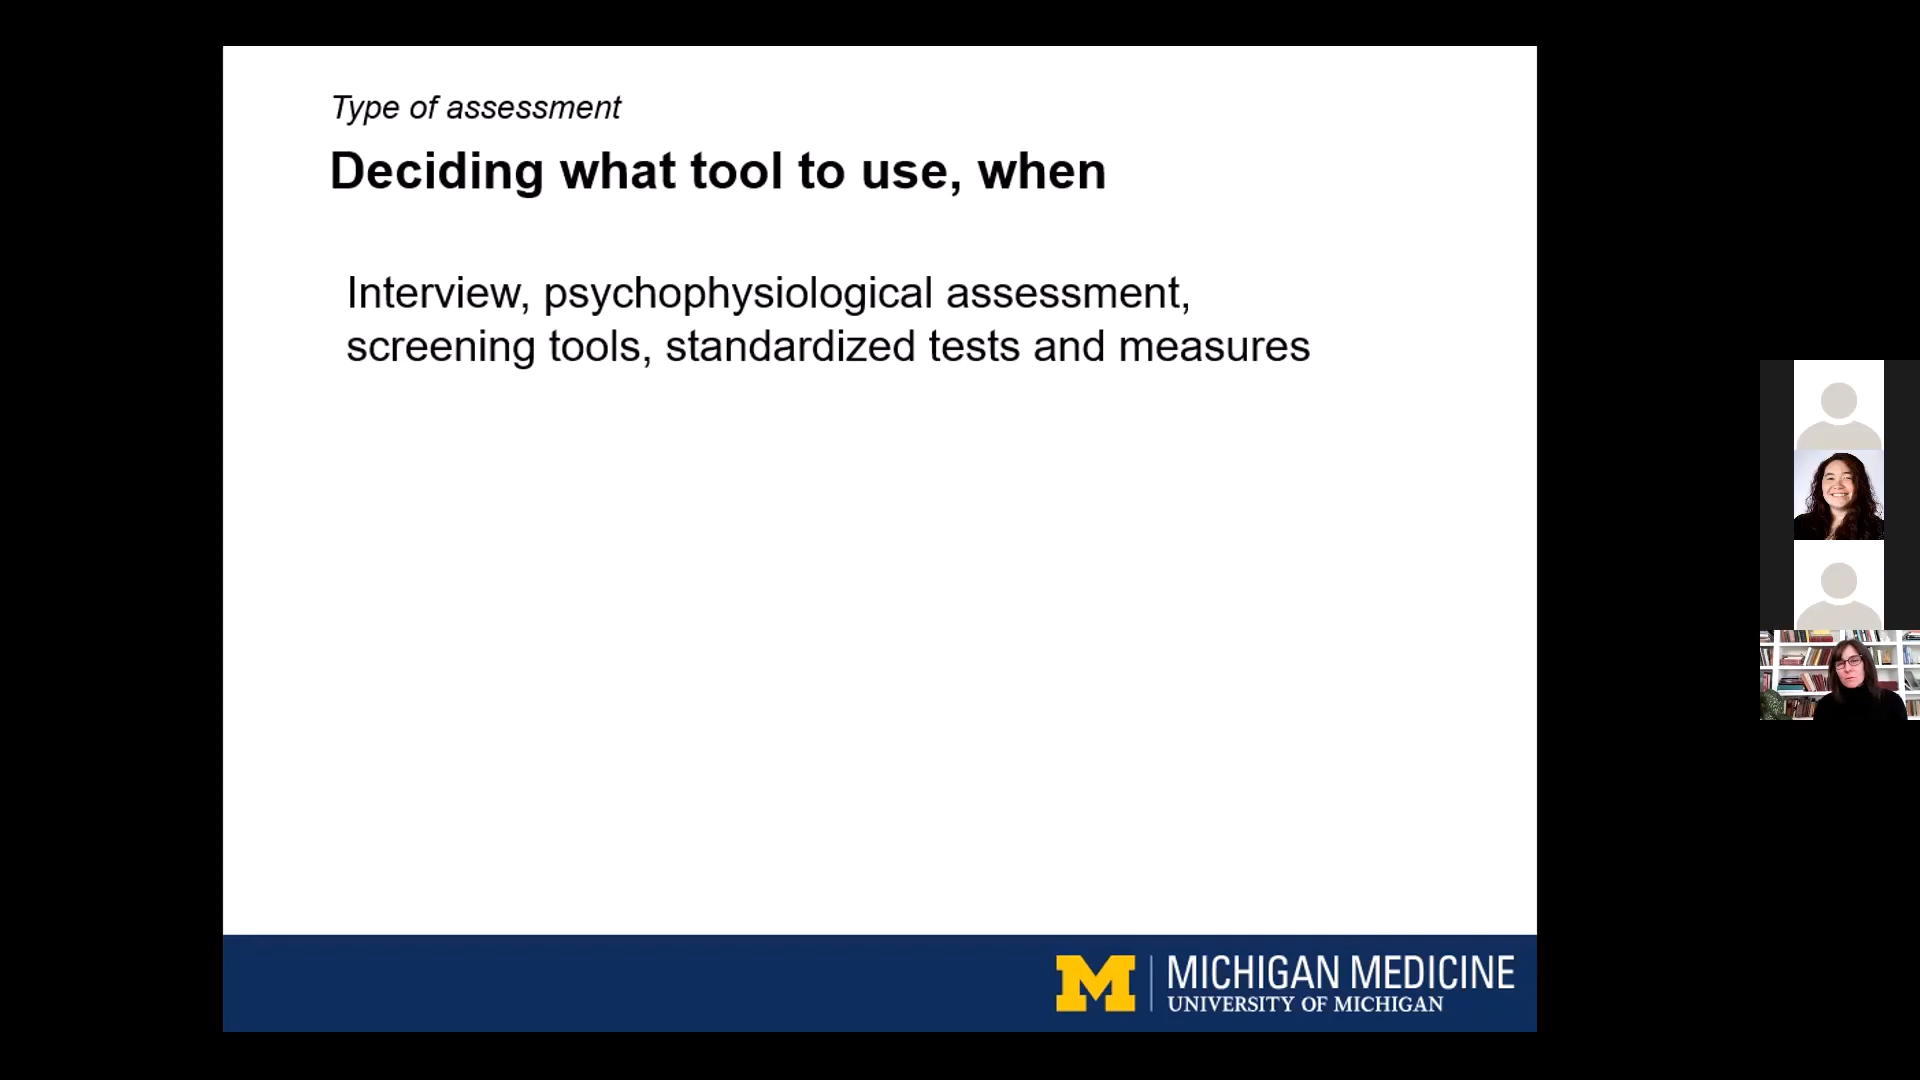 Type of assessment
Deciding what tool to use, when
Interview, psychophysiological assessment,
screening tools, standardized tests and measures
M MICHIGAN MEDICINE
UNIVERSITY OF MICHIGAN